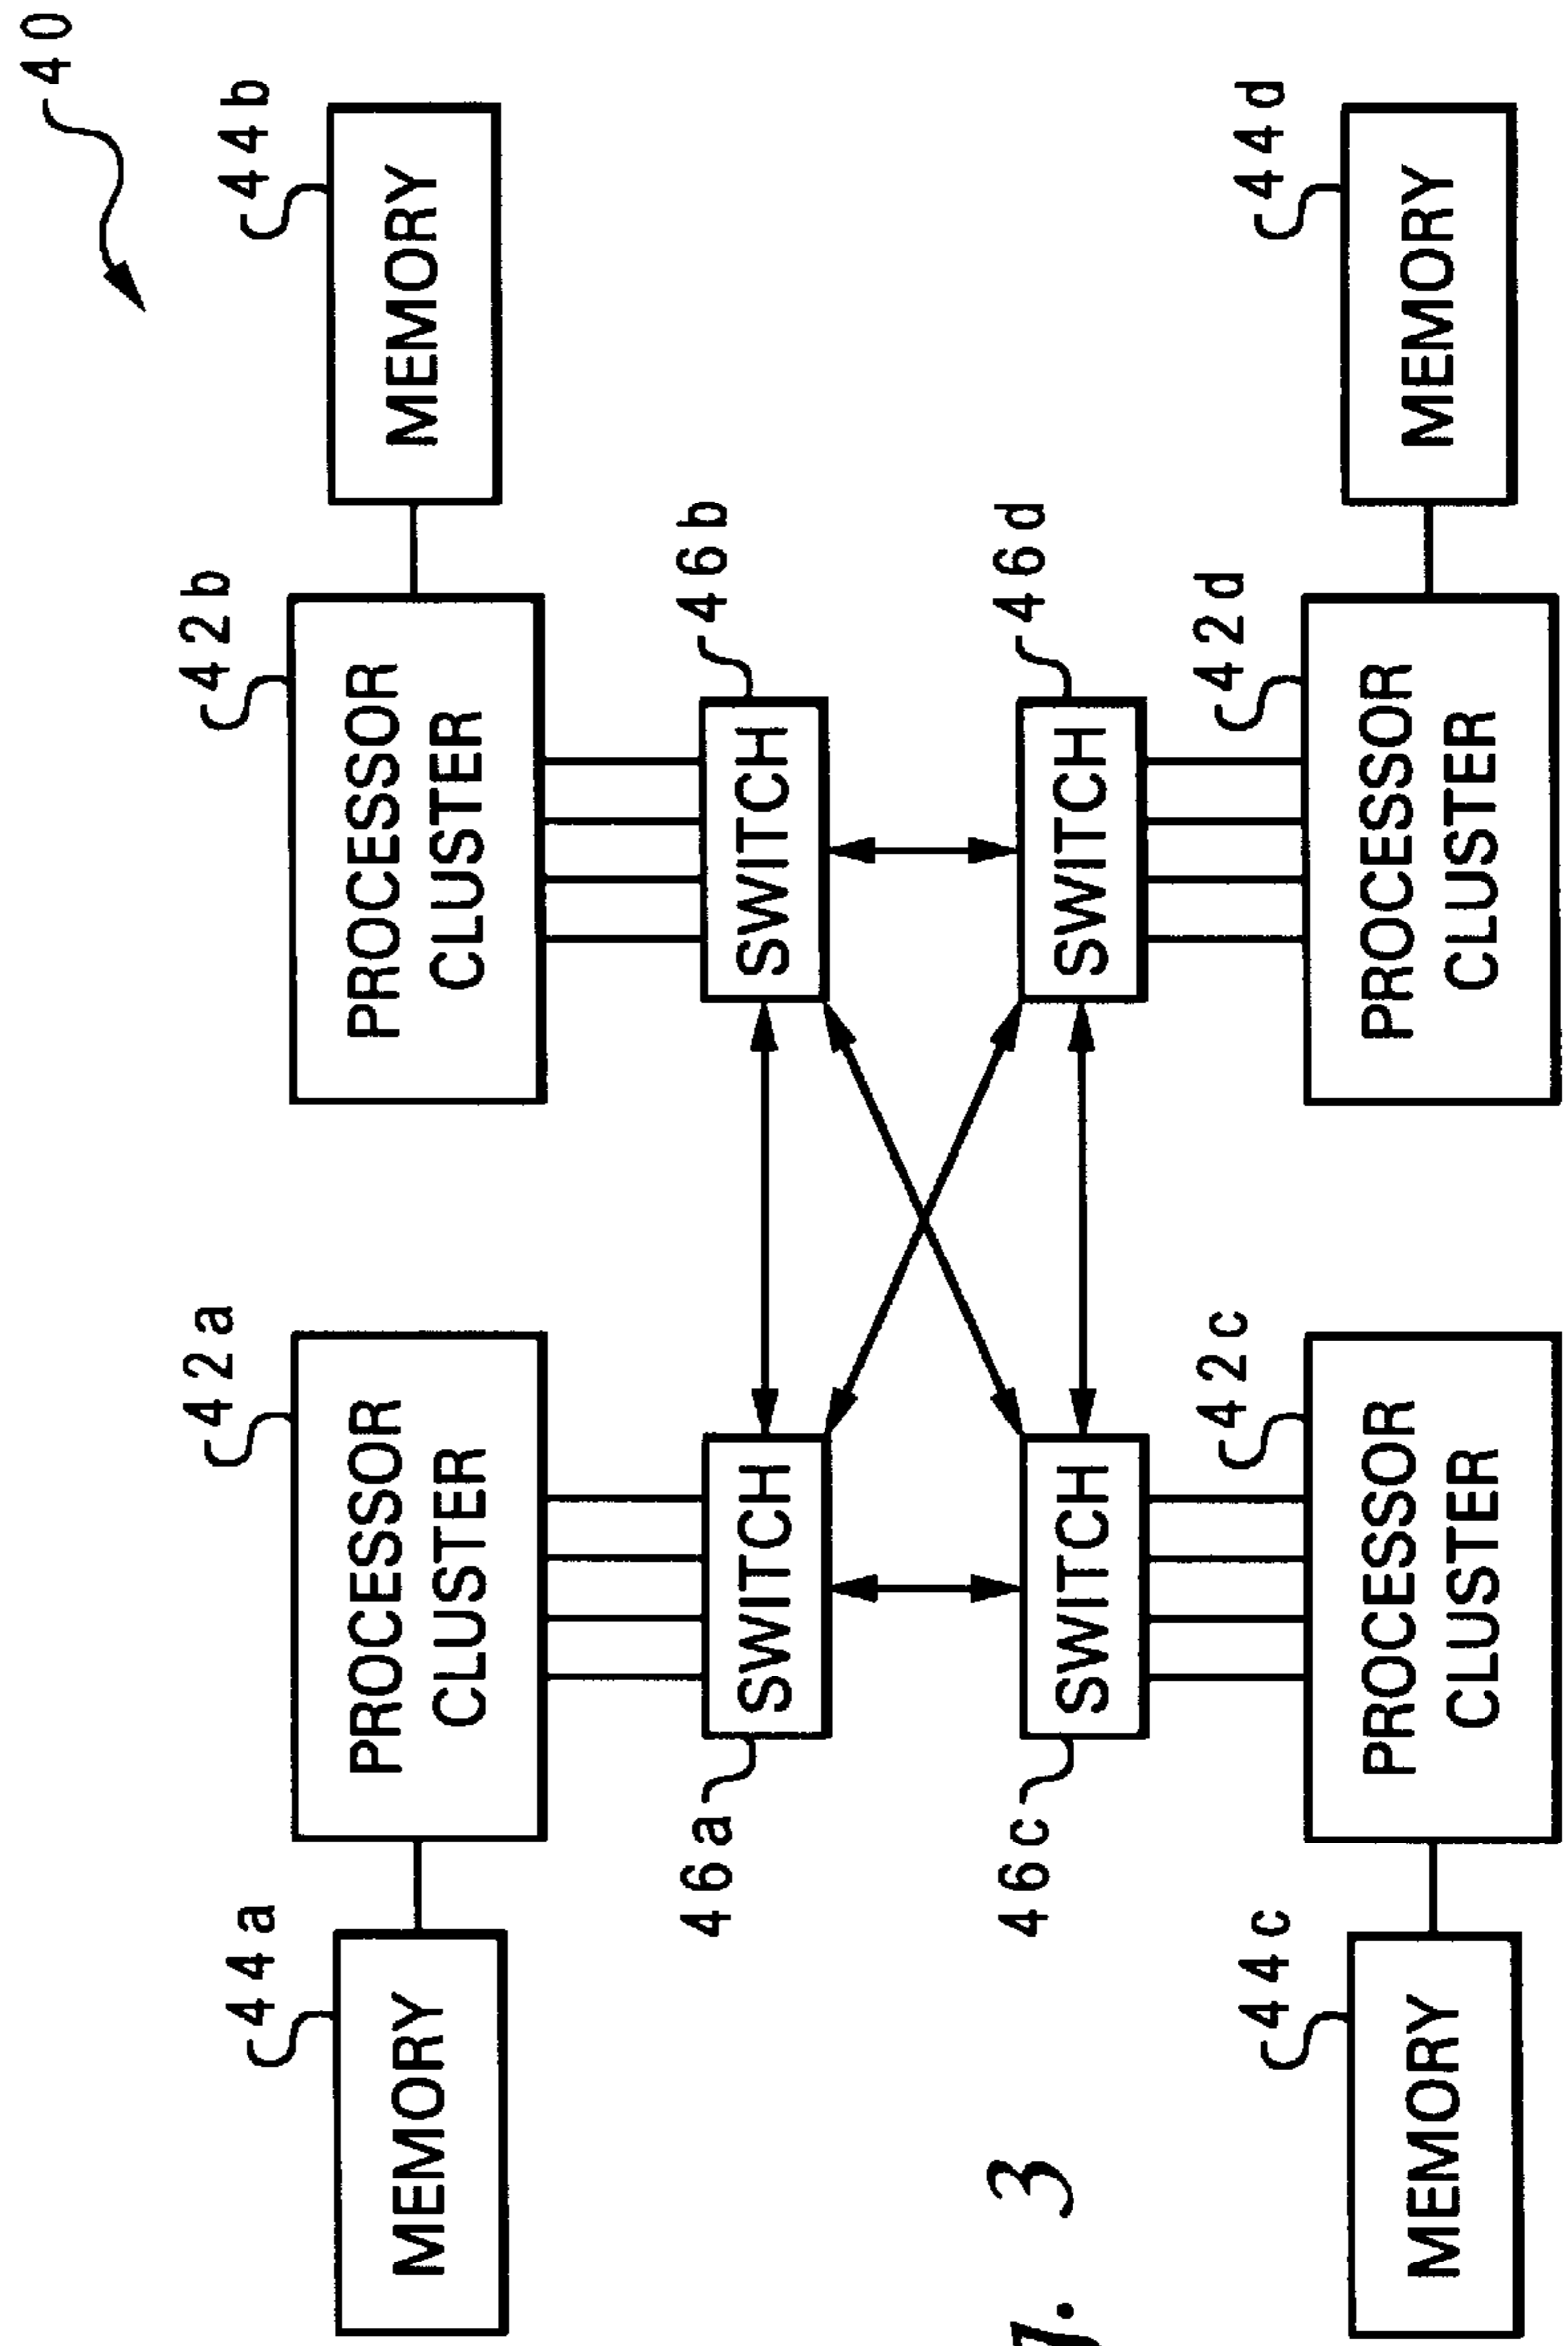 40
44a
42a
42b
44b
MEMORY
PROCESSOR
CLUSTER
PROCESSOR
CLUSTER
MEMORY
46a
SWITCH
SWITCH
46b
3
46c
SWITCH
SWITCH
46d
44c
42c
42d
44d
MEMORY
PROCESSOR
CLUSTER
PROCESSOR
CLUSTER
MEMORY